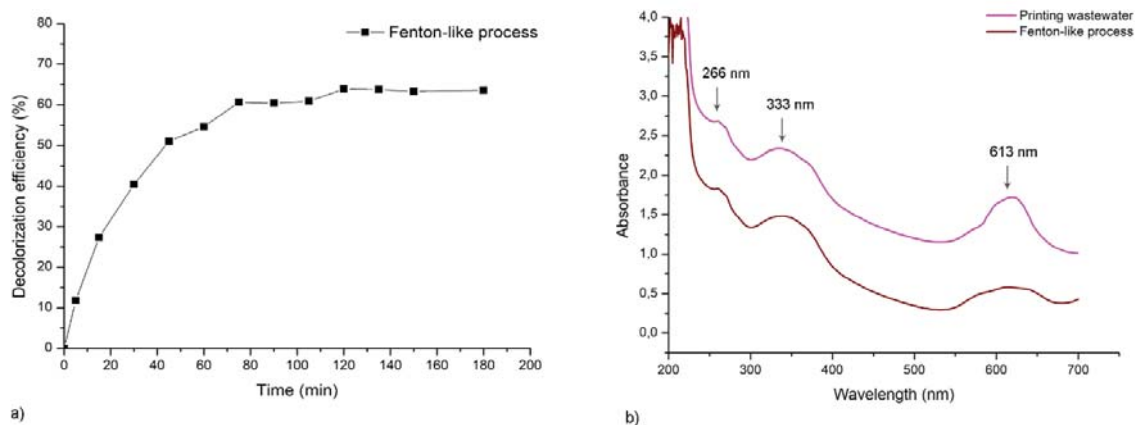 Fenton-like process
Decolorization efficiency (%)
80
70
60
50
40
30
20
10
0
0 20 40 60 80 100 120 140 160 180 200
Time (min)
a)
Printing wastewater
Fenton-like process
266 nm
333 nm
613 nm
Absorbance
4,0
3,5
3,0
2,5
2,0
1,5
1,0
0,5
0,0
200 300 400 500 600 700
Wavelength (nm)
b)